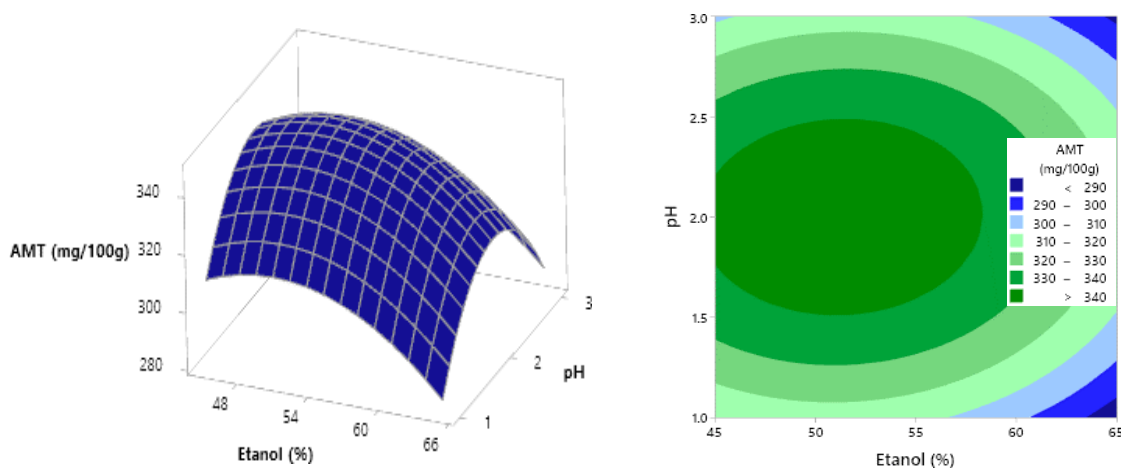 340
320
AMT (mg/100g)
300
280
48
54
60
66
Etanol (%)
1
2
3
pH
3.0
2.5
2.0
1.5
1.0
pH
45
50
55
60
65
Etanol (%)
AMT
(mg/100g)
< 290
290 – 300
300 – 310
310 – 320
320 – 330
330 – 340
> 340